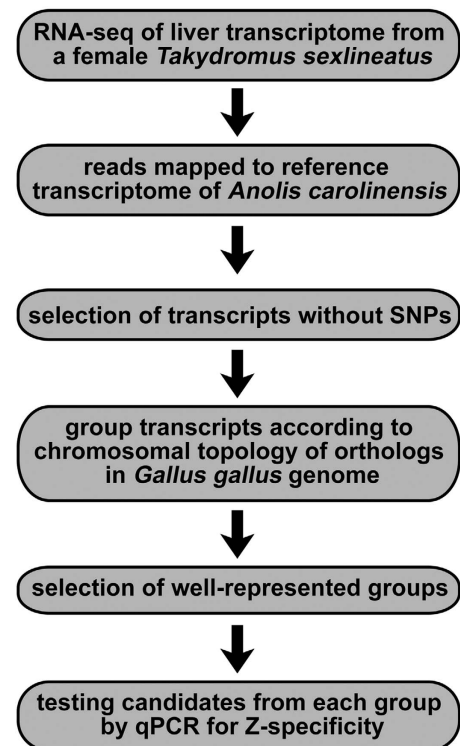 RNA-seq of liver transcriptome from
a female Takydromus sexlineatus
reads mapped to reference
transcriptome of Anolis carolinensis
selection of transcripts without SNPs
group transcripts according to
chromosomal topology of orthologs
in Gallus gallus genome
selection of well-represented groups
testing candidates from each group
by qPCR for Z-specificity